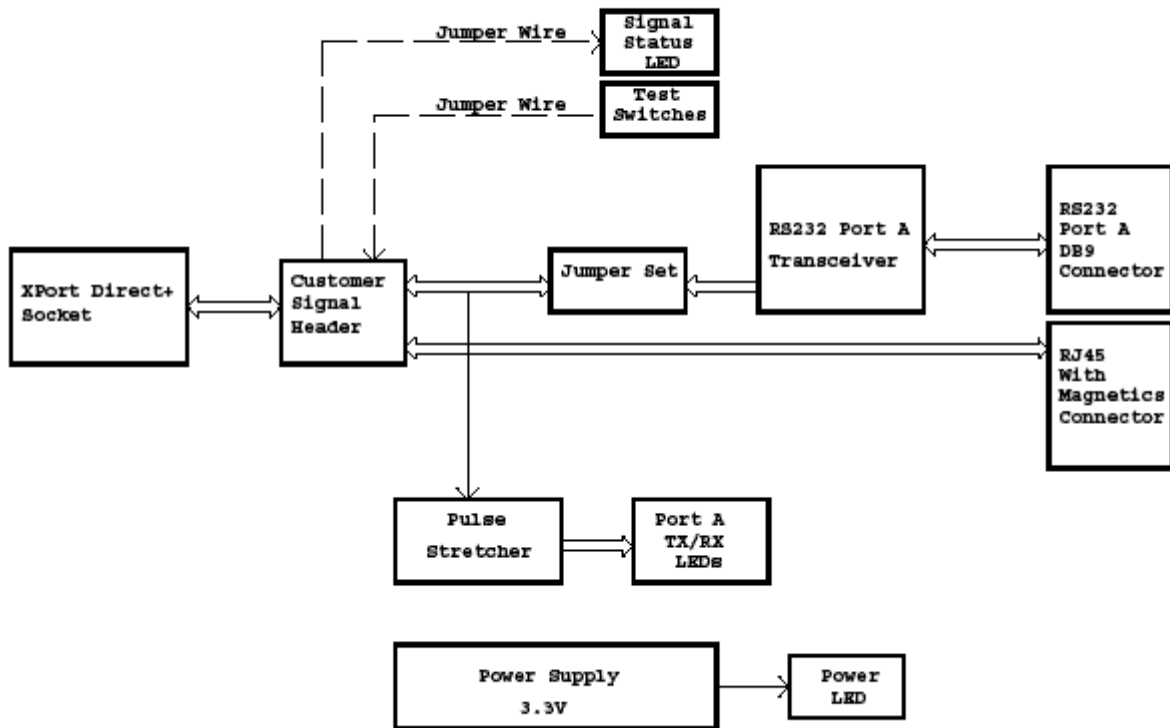 Jumper Wire
Signal
Status
LED
Jumper Wire
Test
Switches
XPort Direct+
Socket
Customer
Signal
Header
Jumper Set
RS232 Port A
Transceiver
RS232
Port A
DB9
Connector
RJ45
With
Magnetics
Connector
Pulse
Stretcher
Port A
TX/RX
LEDs
Power Supply
3.3V
Power
LED